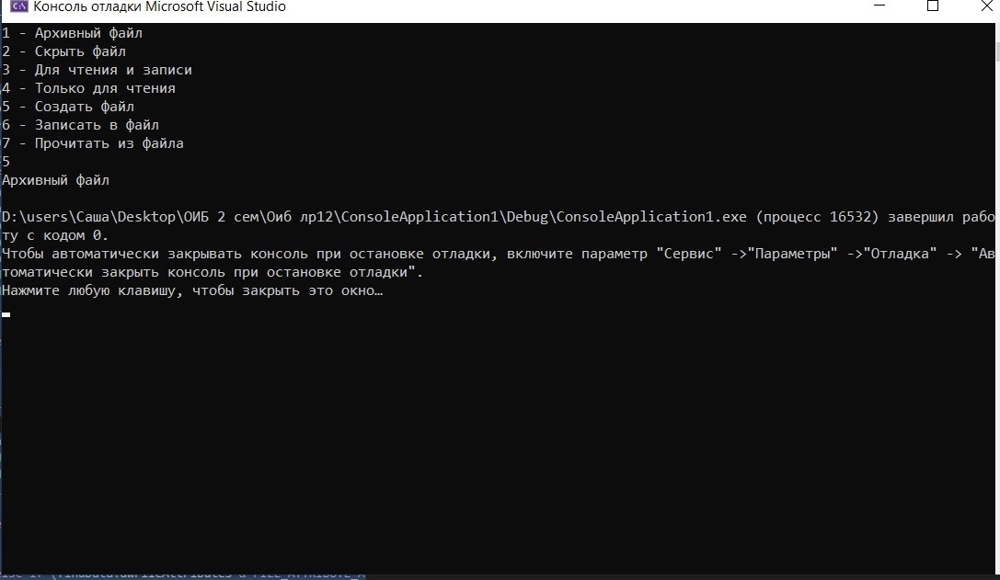 Консоль отладки Microsoft Visual Studio
1 - Архивный файл
2 - Скрыть файл
3 - Для чтения и записи
4 - Только для чтения
5 - Создать файл
6 - Записать в файл
7 - Прочитать из файла
5
Архивный файл
D:\users\Саша\Desktop\ОИБ 2 сем\Оиб лр12\ConsoleApplication1\Debug\ConsoleApplication1.exe (процесс 16532) завершил рабо
ту с кодом 0.
Чтобы автоматически закрывать консоль при остановке отладки, включите параметр "Сервис" ->"Параметры" ->"Отладка" -> "Ав
томатически закрыть консоль при остановке отладки".
Нажмите любую клавишу, чтобы закрыть это окно…